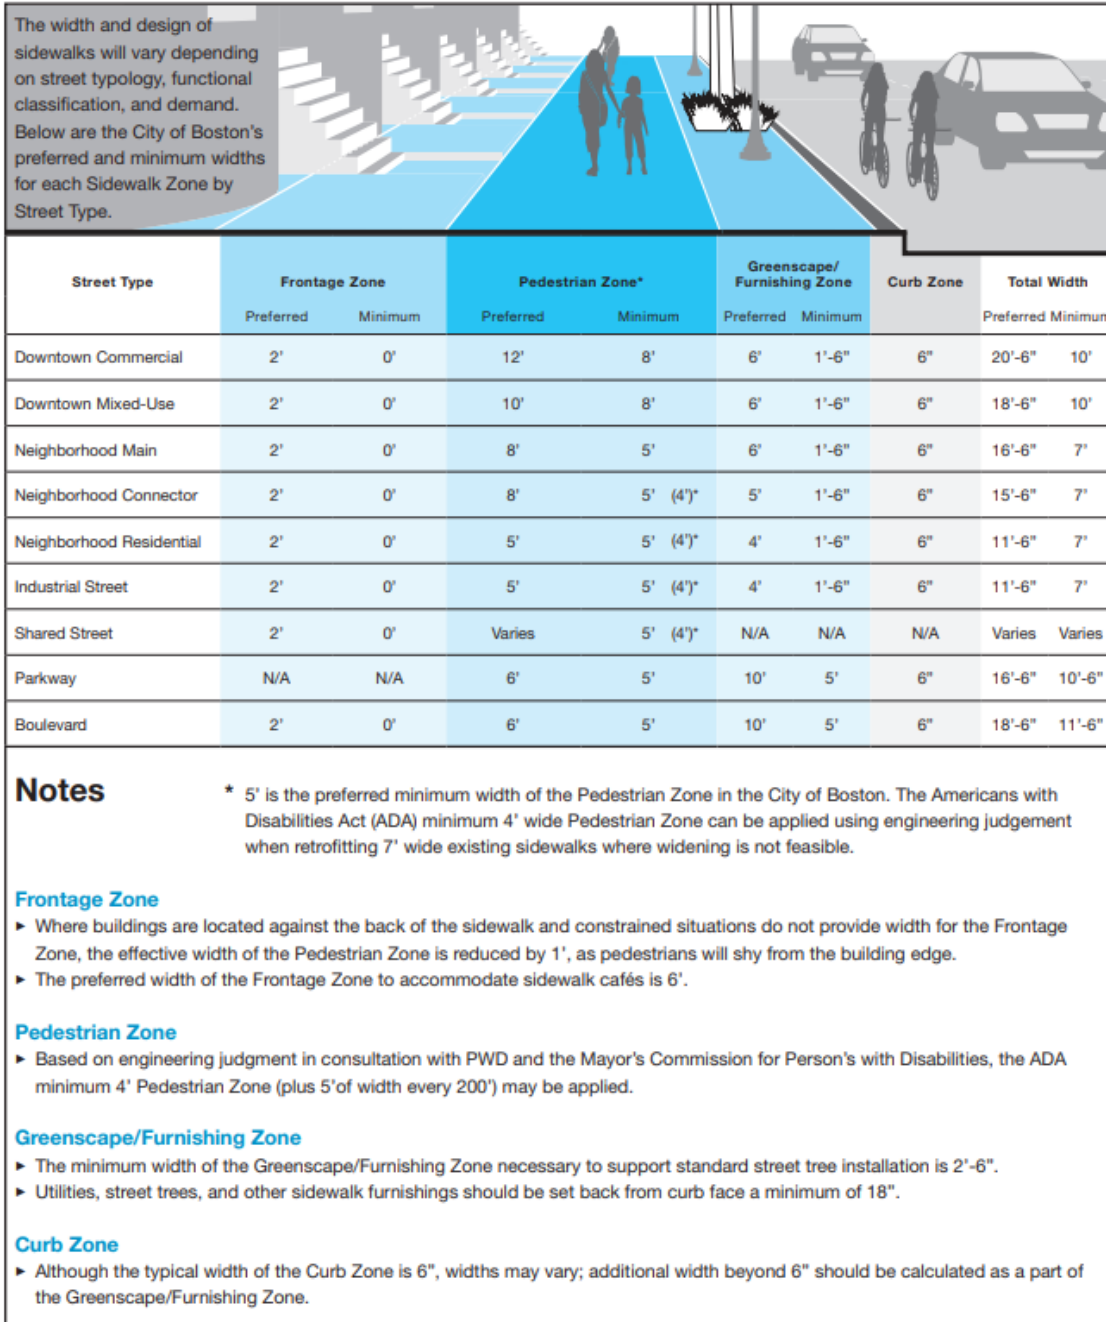 The width and design of
sidewalks will vary depending
on street typology, functional
classification, and demand.
Below are the City of Boston's
preferred and minimum widths
for each Sidewalk Zone by
Street Type.
Street Type Frontage Zone Pedestrian Zone* Greenscape/ Furnishing Zone Curb Zone Total Width
Preferred Minimum Preferred Minimum Preferred Minimum Preferred Minimum
Downtown Commercial 2' 0' 12' 8' 6' 1'-6" 6" 20'-6" 10'
Downtown Mixed-Use 2' 0' 10' 8' 6' 1'-6" 6" 18'-6" 10'
Neighborhood Main 2' 0' 8' 5' 6' 1'-6" 6" 16'-6" 7'
Neighborhood Connector 2' 0' 8' 5' (4')* 5' 1'-6" 6" 15'-6" 7'
Neighborhood Residential 2' 0' 5' 5' (4')* 4' 1'-6" 6" 11'-6" 7'
Industrial Street 2' 0' 5' 5' (4')* 4' 1'-6" 6" 11'-6" 7'
Shared Street 2' 0' Varies 5' (4')* N/A N/A N/A Varies Varies
Parkway N/A N/A 6' 5' 10' 5' 6" 16'-6" 10'-6"
Boulevard 2' 0' 6' 5' 10' 5' 6" 18'-6" 11'-6"
Notes
* 5' is the preferred minimum width of the Pedestrian Zone in the City of Boston. The Americans with
Disabilities Act (ADA) minimum 4' wide Pedestrian Zone can be applied using engineering judgement
when retrofitting 7' wide existing sidewalks where widening is not feasible.
Frontage Zone
► Where buildings are located against the back of the sidewalk and constrained situations do not provide width for the Frontage
Zone, the effective width of the Pedestrian Zone is reduced by 1', as pedestrians will shy from the building edge.
► The preferred width of the Frontage Zone to accommodate sidewalk cafés is 6'.
Pedestrian Zone
► Based on engineering judgment in consultation with PWD and the Mayor's Commission for Person's with Disabilities, the ADA
minimum 4' Pedestrian Zone (plus 5'of width every 200') may be applied.
Greenscape/Furnishing Zone
► The minimum width of the Greenscape/Furnishing Zone necessary to support standard street tree installation is 2'-6".
► Utilities, street trees, and other sidewalk furnishings should be set back from curb face a minimum of 18".
Curb Zone
► Although the typical width of the Curb Zone is 6", widths may vary; additional width beyond 6" should be calculated as a part of
the Greenscape/Furnishing Zone.